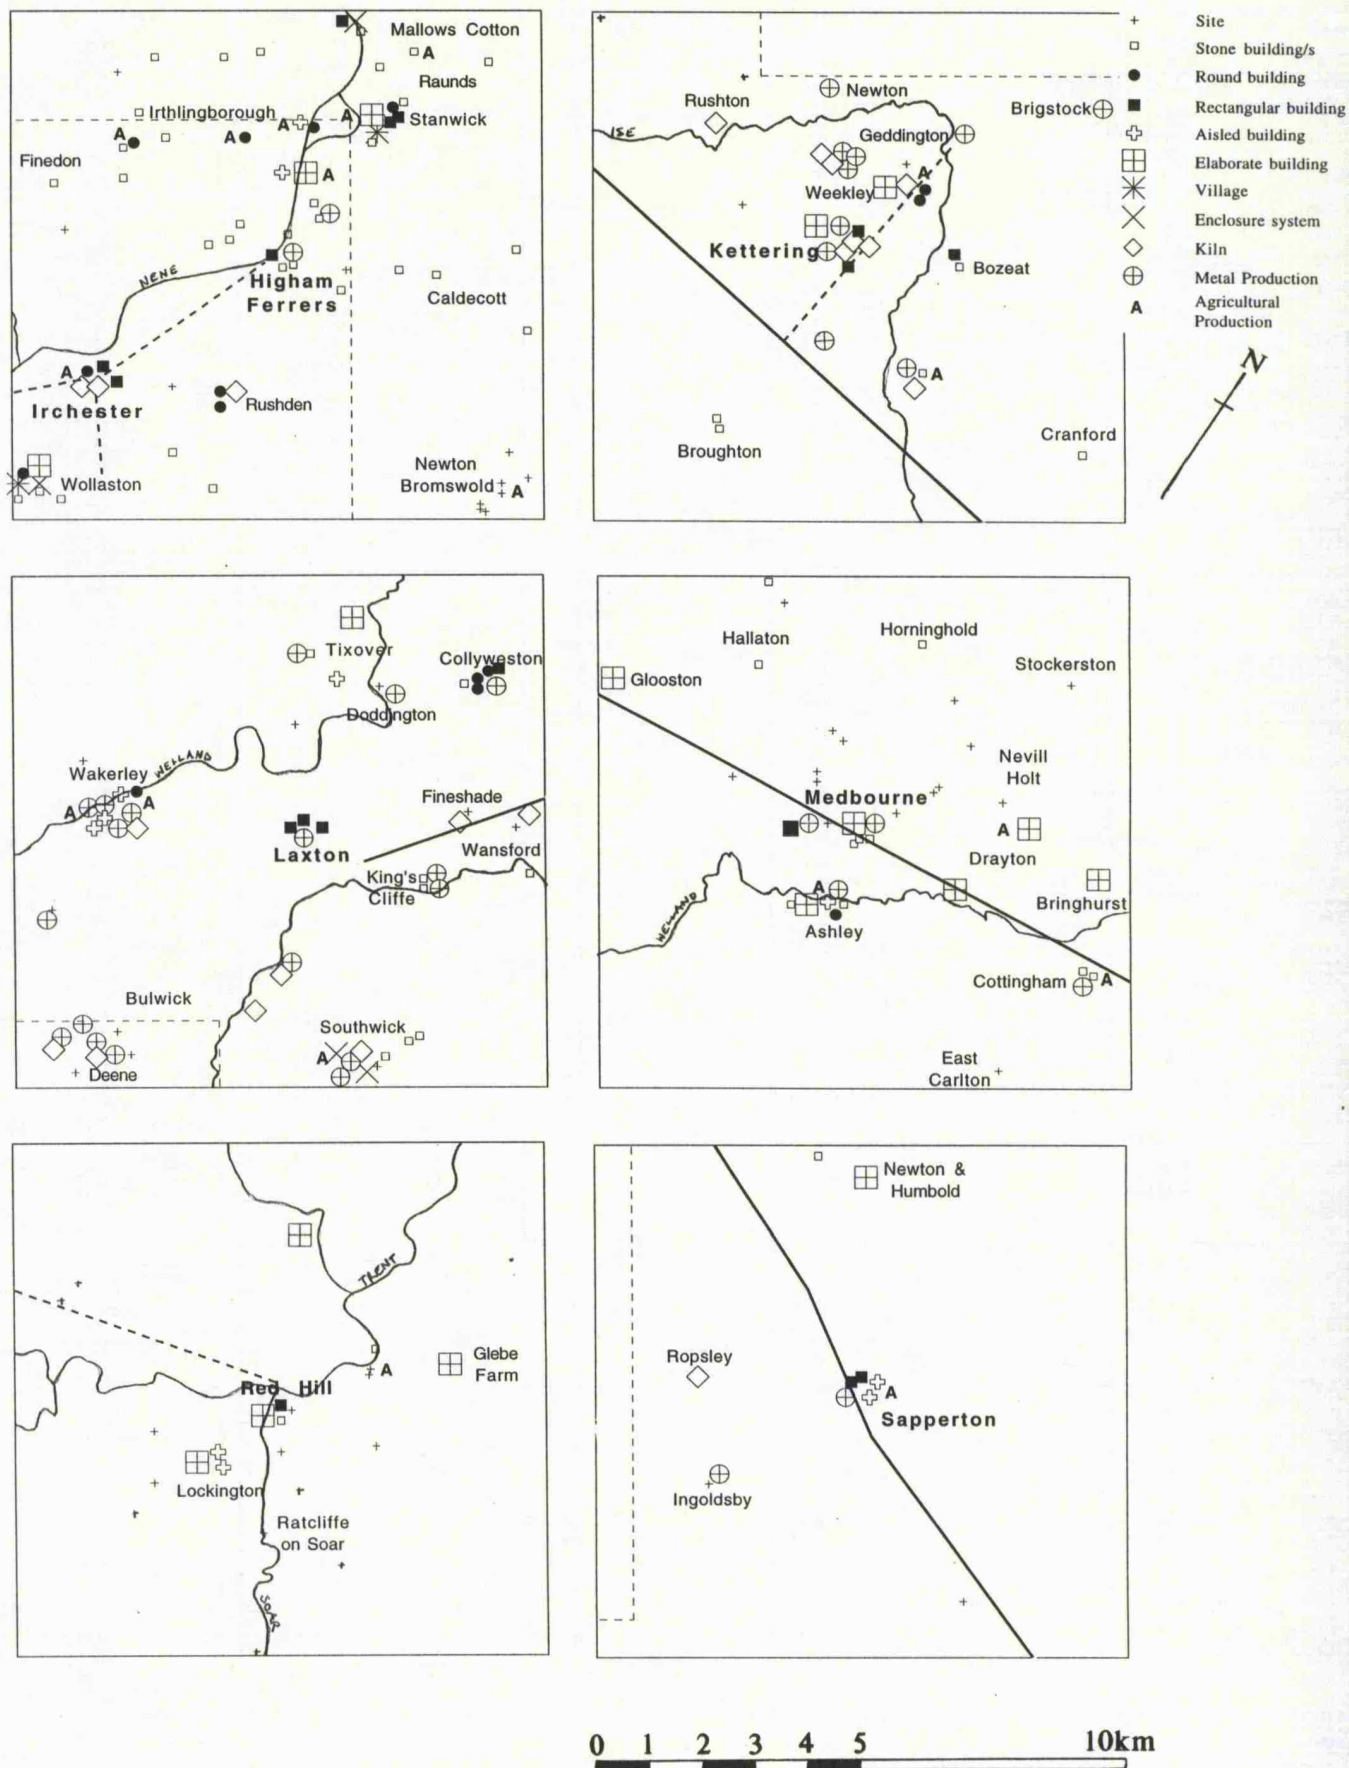 Mallows Cotton
A
Raunds
Irthlingborough
A
A
A
A
Stanwick
Finedon
A
NENE
Higham
Ferrers
Caldecott
A
Irchester
Rushden
Wollaston
Newton
Bromswold
A
Rushton
Newton
Brigstock
ISE
Geddington
A
Weekley
Kettering
Bozeat
A
Broughton
Cranford
Site
Stone building/s
Round building
Rectangular building
Aisled building
Elaborate building
Village
Enclosure system
Kiln
Metal Production
A
Agricultural
Production
N
Tixover
Collyweston
Doddington
WELLAND
Wakerley
A
A
Fineshade
Laxton
Wansford
King's
Cliffe
Bulwick
Southwick
A
Deene
Hallaton
Horninghold
Stockerston
Glooston
Nevill
Holt
Medbourne
A
Drayton
A
Bringhurst
WELLAND
Ashley
Cottingham
A
East
Carlton
TRENT
Glebe
Farm
A
Red Hill
Lockington
Ratcliffe
on Soar
SOAR
Newton &
Humbold
Ropsley
A
Sapperton
Ingoldsby
0 1 2 3 4 5 10km